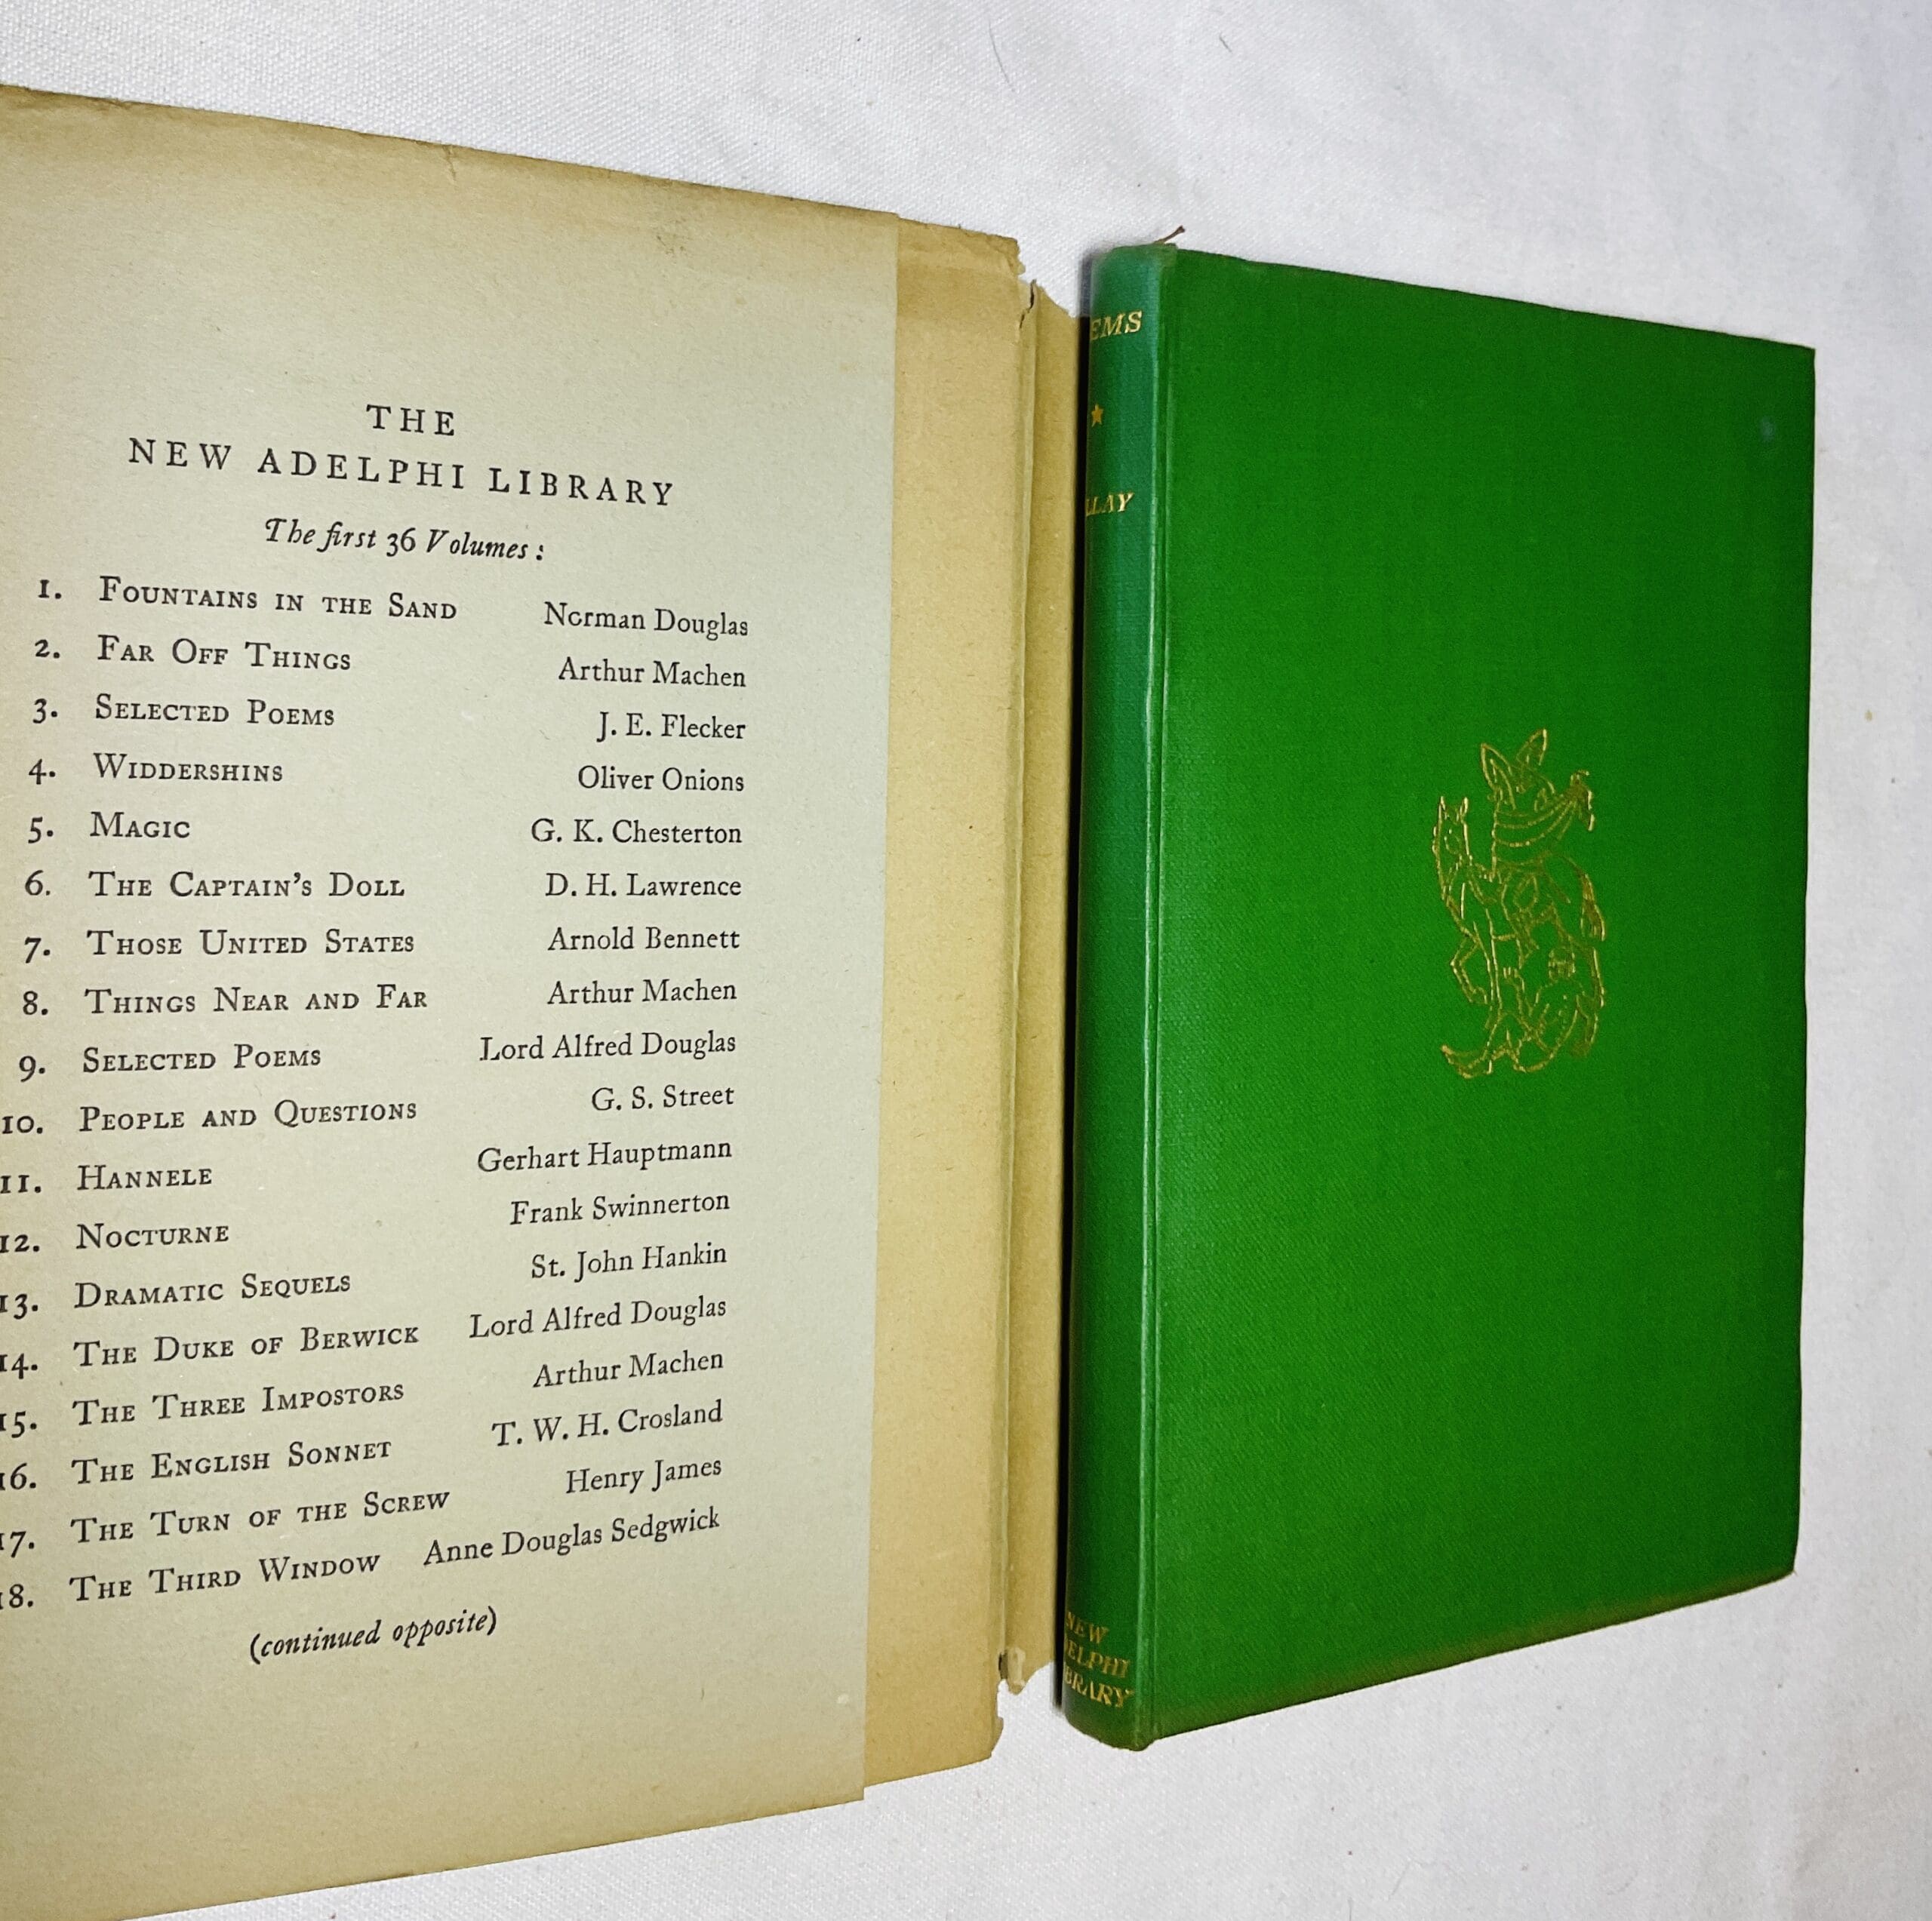 THE
NEW ADELPHI LIBRARY
The first 36 Volumes:
1. FOUNTAINS IN THE SAND Norman Douglas
2. FAR OFF THINGS Arthur Machen
3. SELECTED POEMS J. E. Flecker
4. WIDDERSHINS Oliver Onions
5. MAGIC G. K. Chesterton
6. THE CAPTAIN'S DOLL D. H. Lawrence
7. THOSE UNITED STATES Arnold Bennett
8. THINGS NEAR AND FAR Arthur Machen
9. SELECTED POEMS Lord Alfred Douglas
10. PEOPLE AND QUESTIONS G. S. Street
11. HANNELE Gerhart Hauptmann
12. NOCTURNE Frank Swinnerton
13. DRAMATIC SEQUELS St. John Hankin
14. THE DUKE OF BERWICK Lord Alfred Douglas
15. THE THREE IMPOSTORS Arthur Machen
16. THE ENGLISH SONNET T. W. H. Crosland
17. THE TURN OF THE SCREW Henry James
18. THE THIRD WINDOW Anne Douglas Sedgwick
(continued opposite)
EMS
LLAY
NEW
ELPHI
BRARY